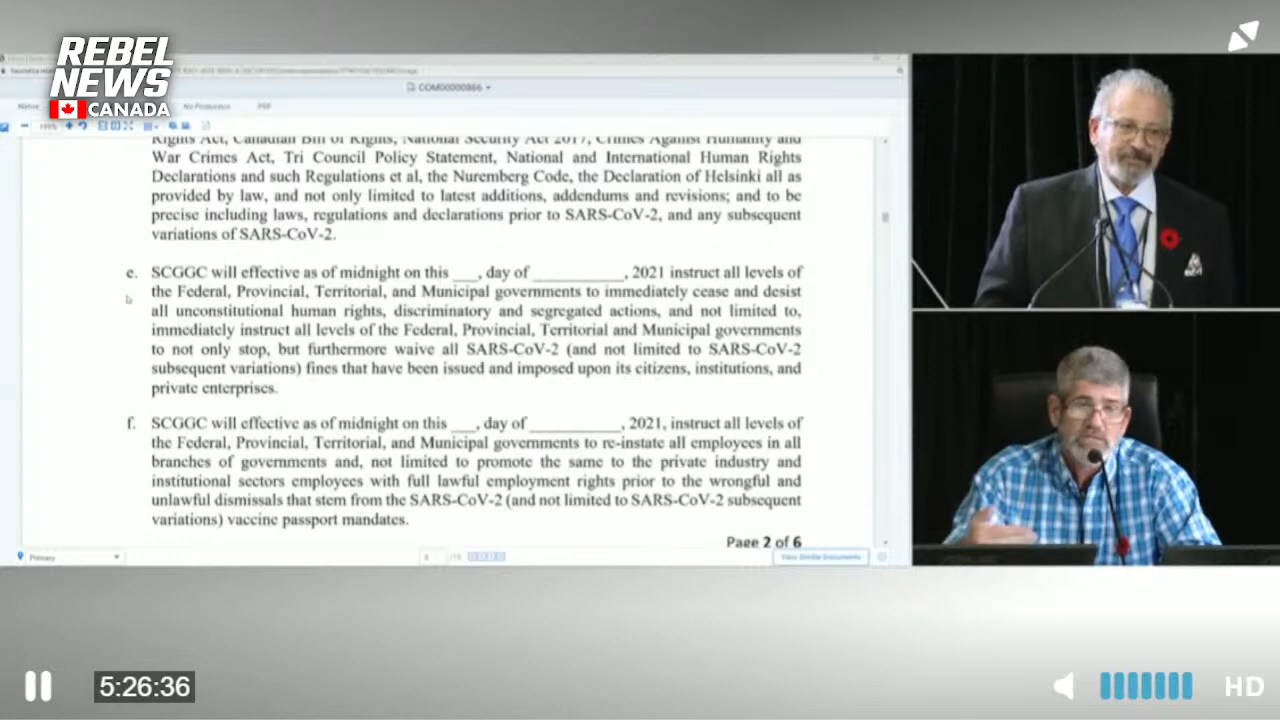 REBEL
NEWS
CANADA
COM00000866
No Production
PDF
Rights Act, Canadian Bill of Rights, National Security Act 2017, Crimes Against Humanity and
War Crimes Act, Tri Council Policy Statement, National and International Human Rights
Declarations and such Regulations et al, the Nuremberg Code, the Declaration of Helsinki all as
provided by law, and not only limited to latest additions, addendums and revisions; and to be
precise including laws, regulations and declarations prior to SARS-CoV-2, and any subsequent
variations of SARS-CoV-2.
e. SCGGC will effective as of midnight on this ___, day of __________, 2021 instruct all levels of
the Federal, Provincial, Territorial, and Municipal governments to immediately cease and desist
all unconstitutional human rights, discriminatory and segregated actions, and not limited to,
immediately instruct all levels of the Federal, Provincial, Territorial and Municipal governments
to not only stop, but furthermore waive all SARS-CoV-2 (and not limited to SARS-CoV-2
subsequent variations) fines that have been issued and imposed upon its citizens, institutions, and
private enterprises.
f. SCGGC will effective as of midnight on this ___, day of __________, 2021, instruct all levels of
the Federal, Provincial, Territorial, and Municipal governments to re-instate all employees in all
branches of governments and, not limited to promote the same to the private industry and
institutional sectors employees with full lawful employment rights prior to the wrongful and
unlawful dismissals that stem from the SARS-CoV-2 (and not limited to SARS-CoV-2 subsequent
variations) vaccine passport mandates.
Page 2 of 6
Primary
View Similar Documents
5:26:36
HD